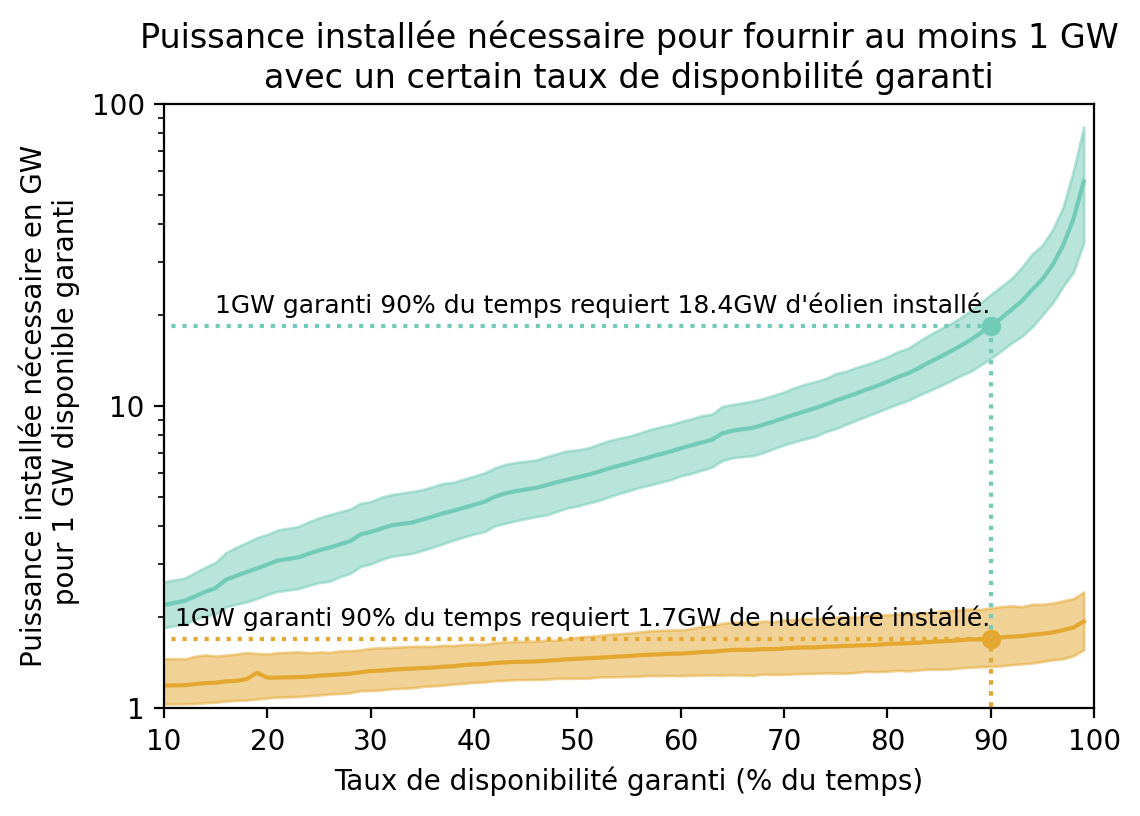 Puissance installée nécessaire pour fournir au moins 1 GW
avec un certain taux de disponbilité garanti
Puissance installée nécessaire en GW
pour 1 GW disponible garanti
100
10
1
1GW garanti 90% du temps requiert 18.4GW d'éolien installé.
1GW garanti 90% du temps requiert 1.7GW de nucléaire installé.
10 20 30 40 50 60 70 80 90 100
Taux de disponibilité garanti (% du temps)